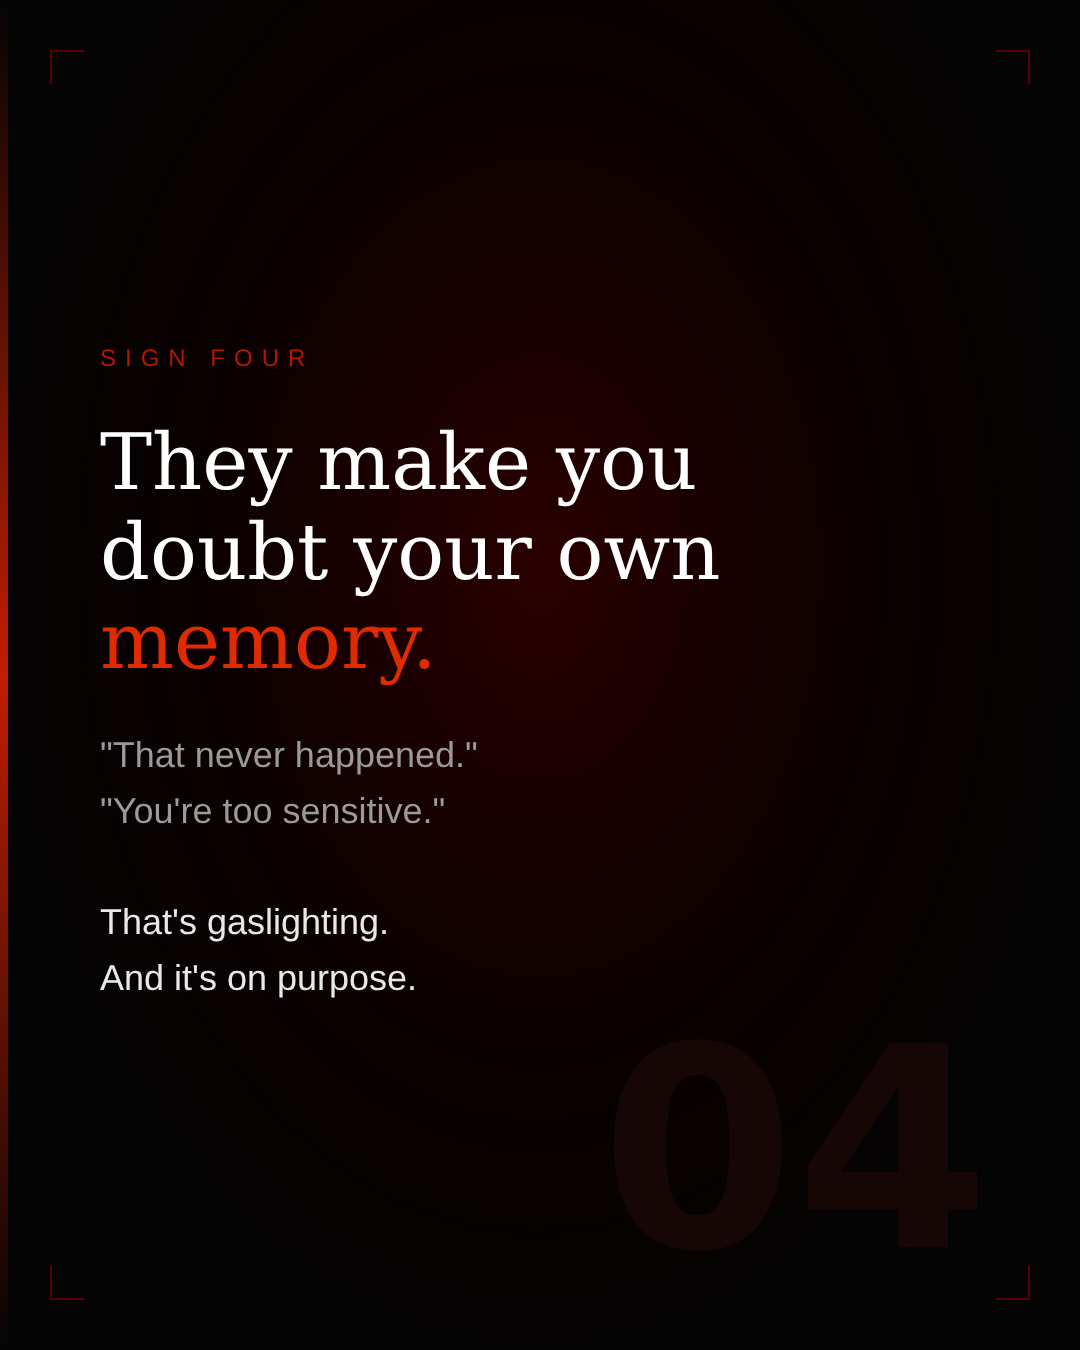 SIGN FOUR
They make you
doubt your own
memory.
"That never happened."
"You're too sensitive."
That's gaslighting.
And it's on purpose.
04